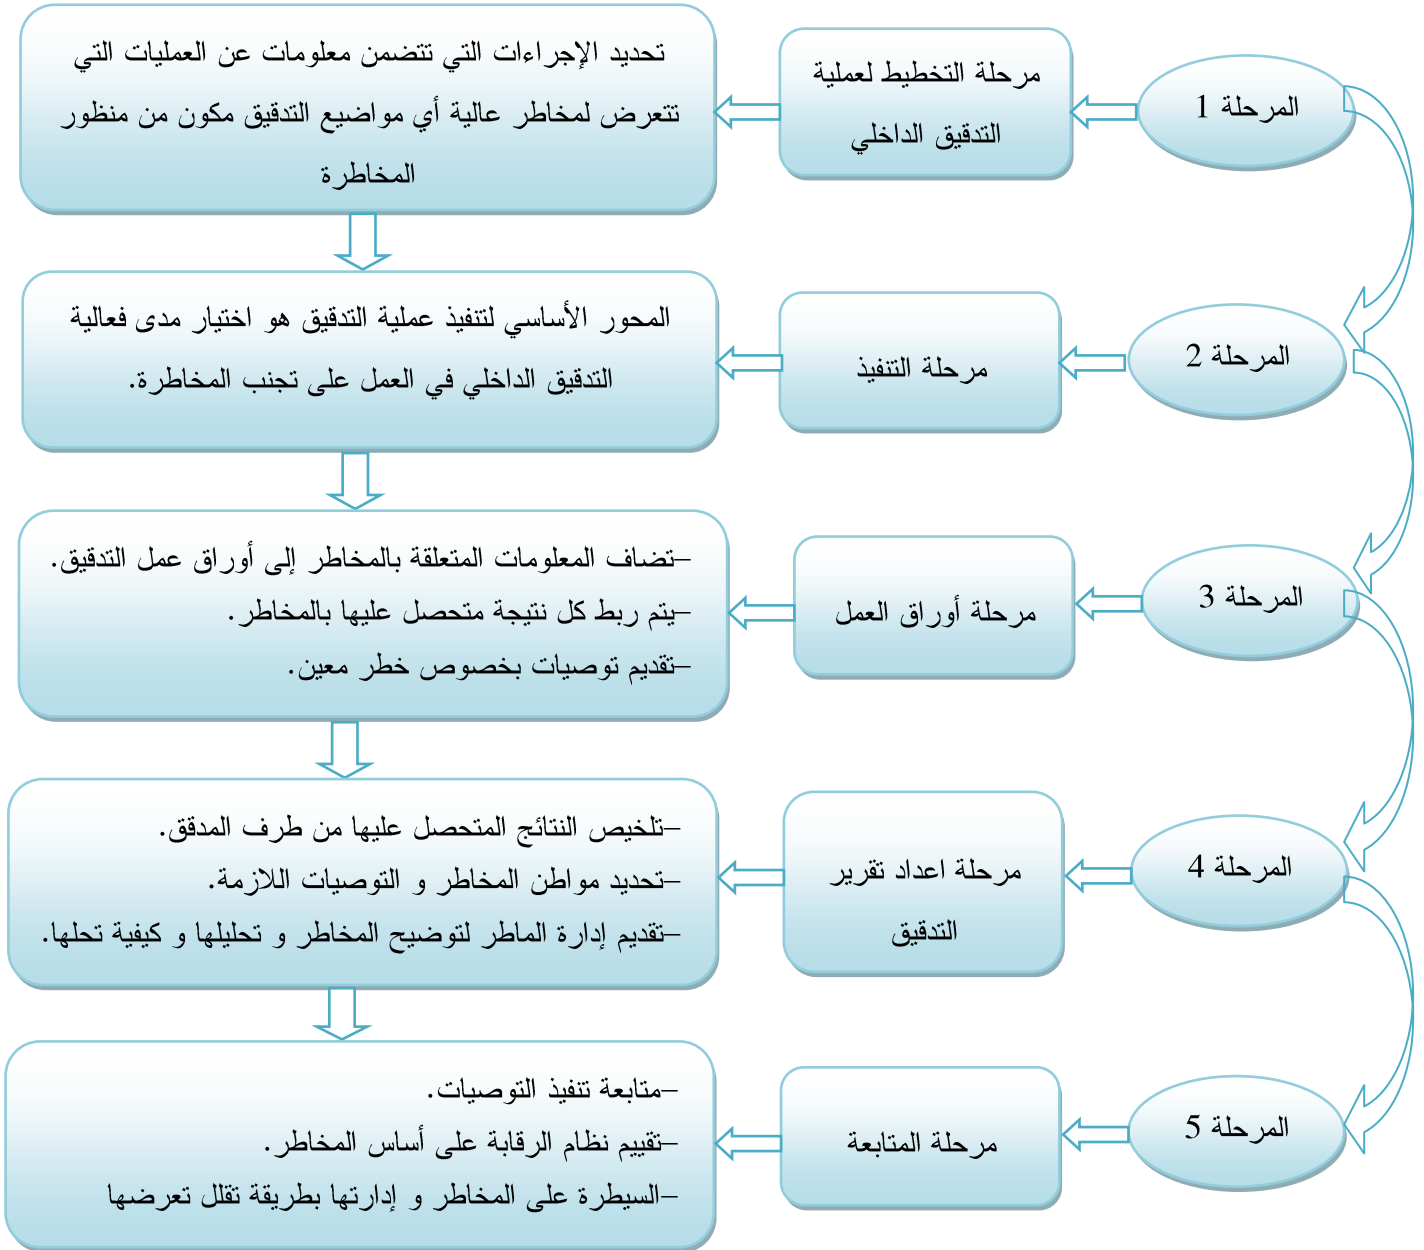 المرحلة 1
مرحلة التخطيط لعملية
التدقيق الداخلي
تحديد الإجراءات التي تتضمن معلومات عن العمليات التي
تتعرض لمخاطر عالية أي مواضيع التدقيق مكون من منظور
المخاطرة
المرحلة 2
مرحلة التنفيذ
المحور الأساسي لتنفيذ عملية التدقيق هو اختيار مدى فعالية
التدقيق الداخلي في العمل على تجنب المخاطرة.
المرحلة 3
مرحلة أوراق العمل
–تضاف المعلومات المتعلقة بالمخاطر إلى أوراق عمل التدقيق.
–يتم ربط كل نتيجة متحصل عليها بالمخاطر.
–تقديم توصيات بخصوص خطر معين.
المرحلة 4
مرحلة اعداد تقرير
التدقيق
–تلخيص النتائج المتحصل عليها من طرف المدقق.
–تحديد مواطن المخاطر و التوصيات اللازمة.
–تقديم إدارة الماطر لتوضيح المخاطر و تحليلها و كيفية تحلها.
المرحلة 5
مرحلة المتابعة
–متابعة تنفيذ التوصيات.
–تقييم نظام الرقابة على أساس المخاطر.
–السيطرة على المخاطر و إدارتها بطريقة تقلل تعرضها